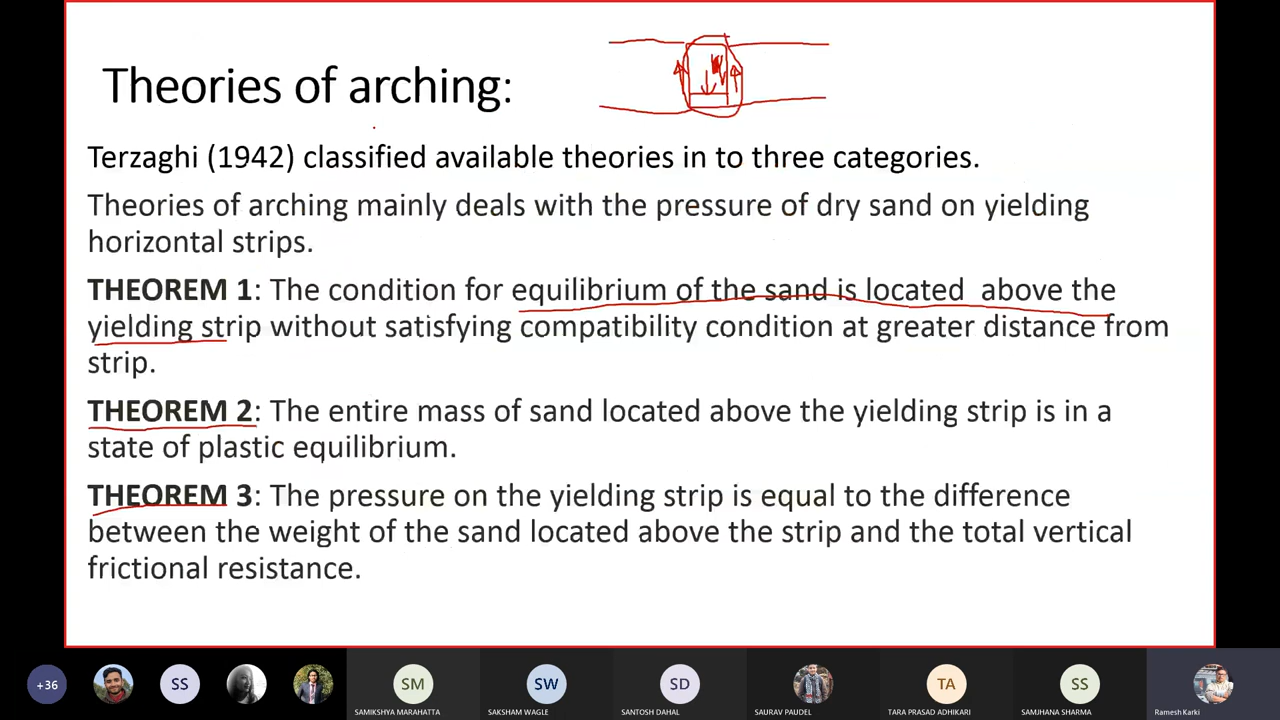 Theories of arching:
Terzaghi (1942) classified available theories in to three categories.
Theories of arching mainly deals with the pressure of dry sand on yielding
horizontal strips.
THEOREM 1: The condition for equilibrium of the sand is located above the
yielding strip without satisfying compatibility condition at greater distance from
strip.
THEOREM 2: The entire mass of sand located above the yielding strip is in a
state of plastic equilibrium.
THEOREM 3: The pressure on the yielding strip is equal to the difference
between the weight of the sand located above the strip and the total vertical
frictional resistance.
+36
SS
SM
SW
SD
TA
SS
SAMIKSHYA MARAHATTA
SAKSHAM WAGLE
SANTOSH DAHAL
SAURAV PAUDEL
TARA PRASAD ADHIKARI
SAMJHANA SHARMA
Ramesh Karki